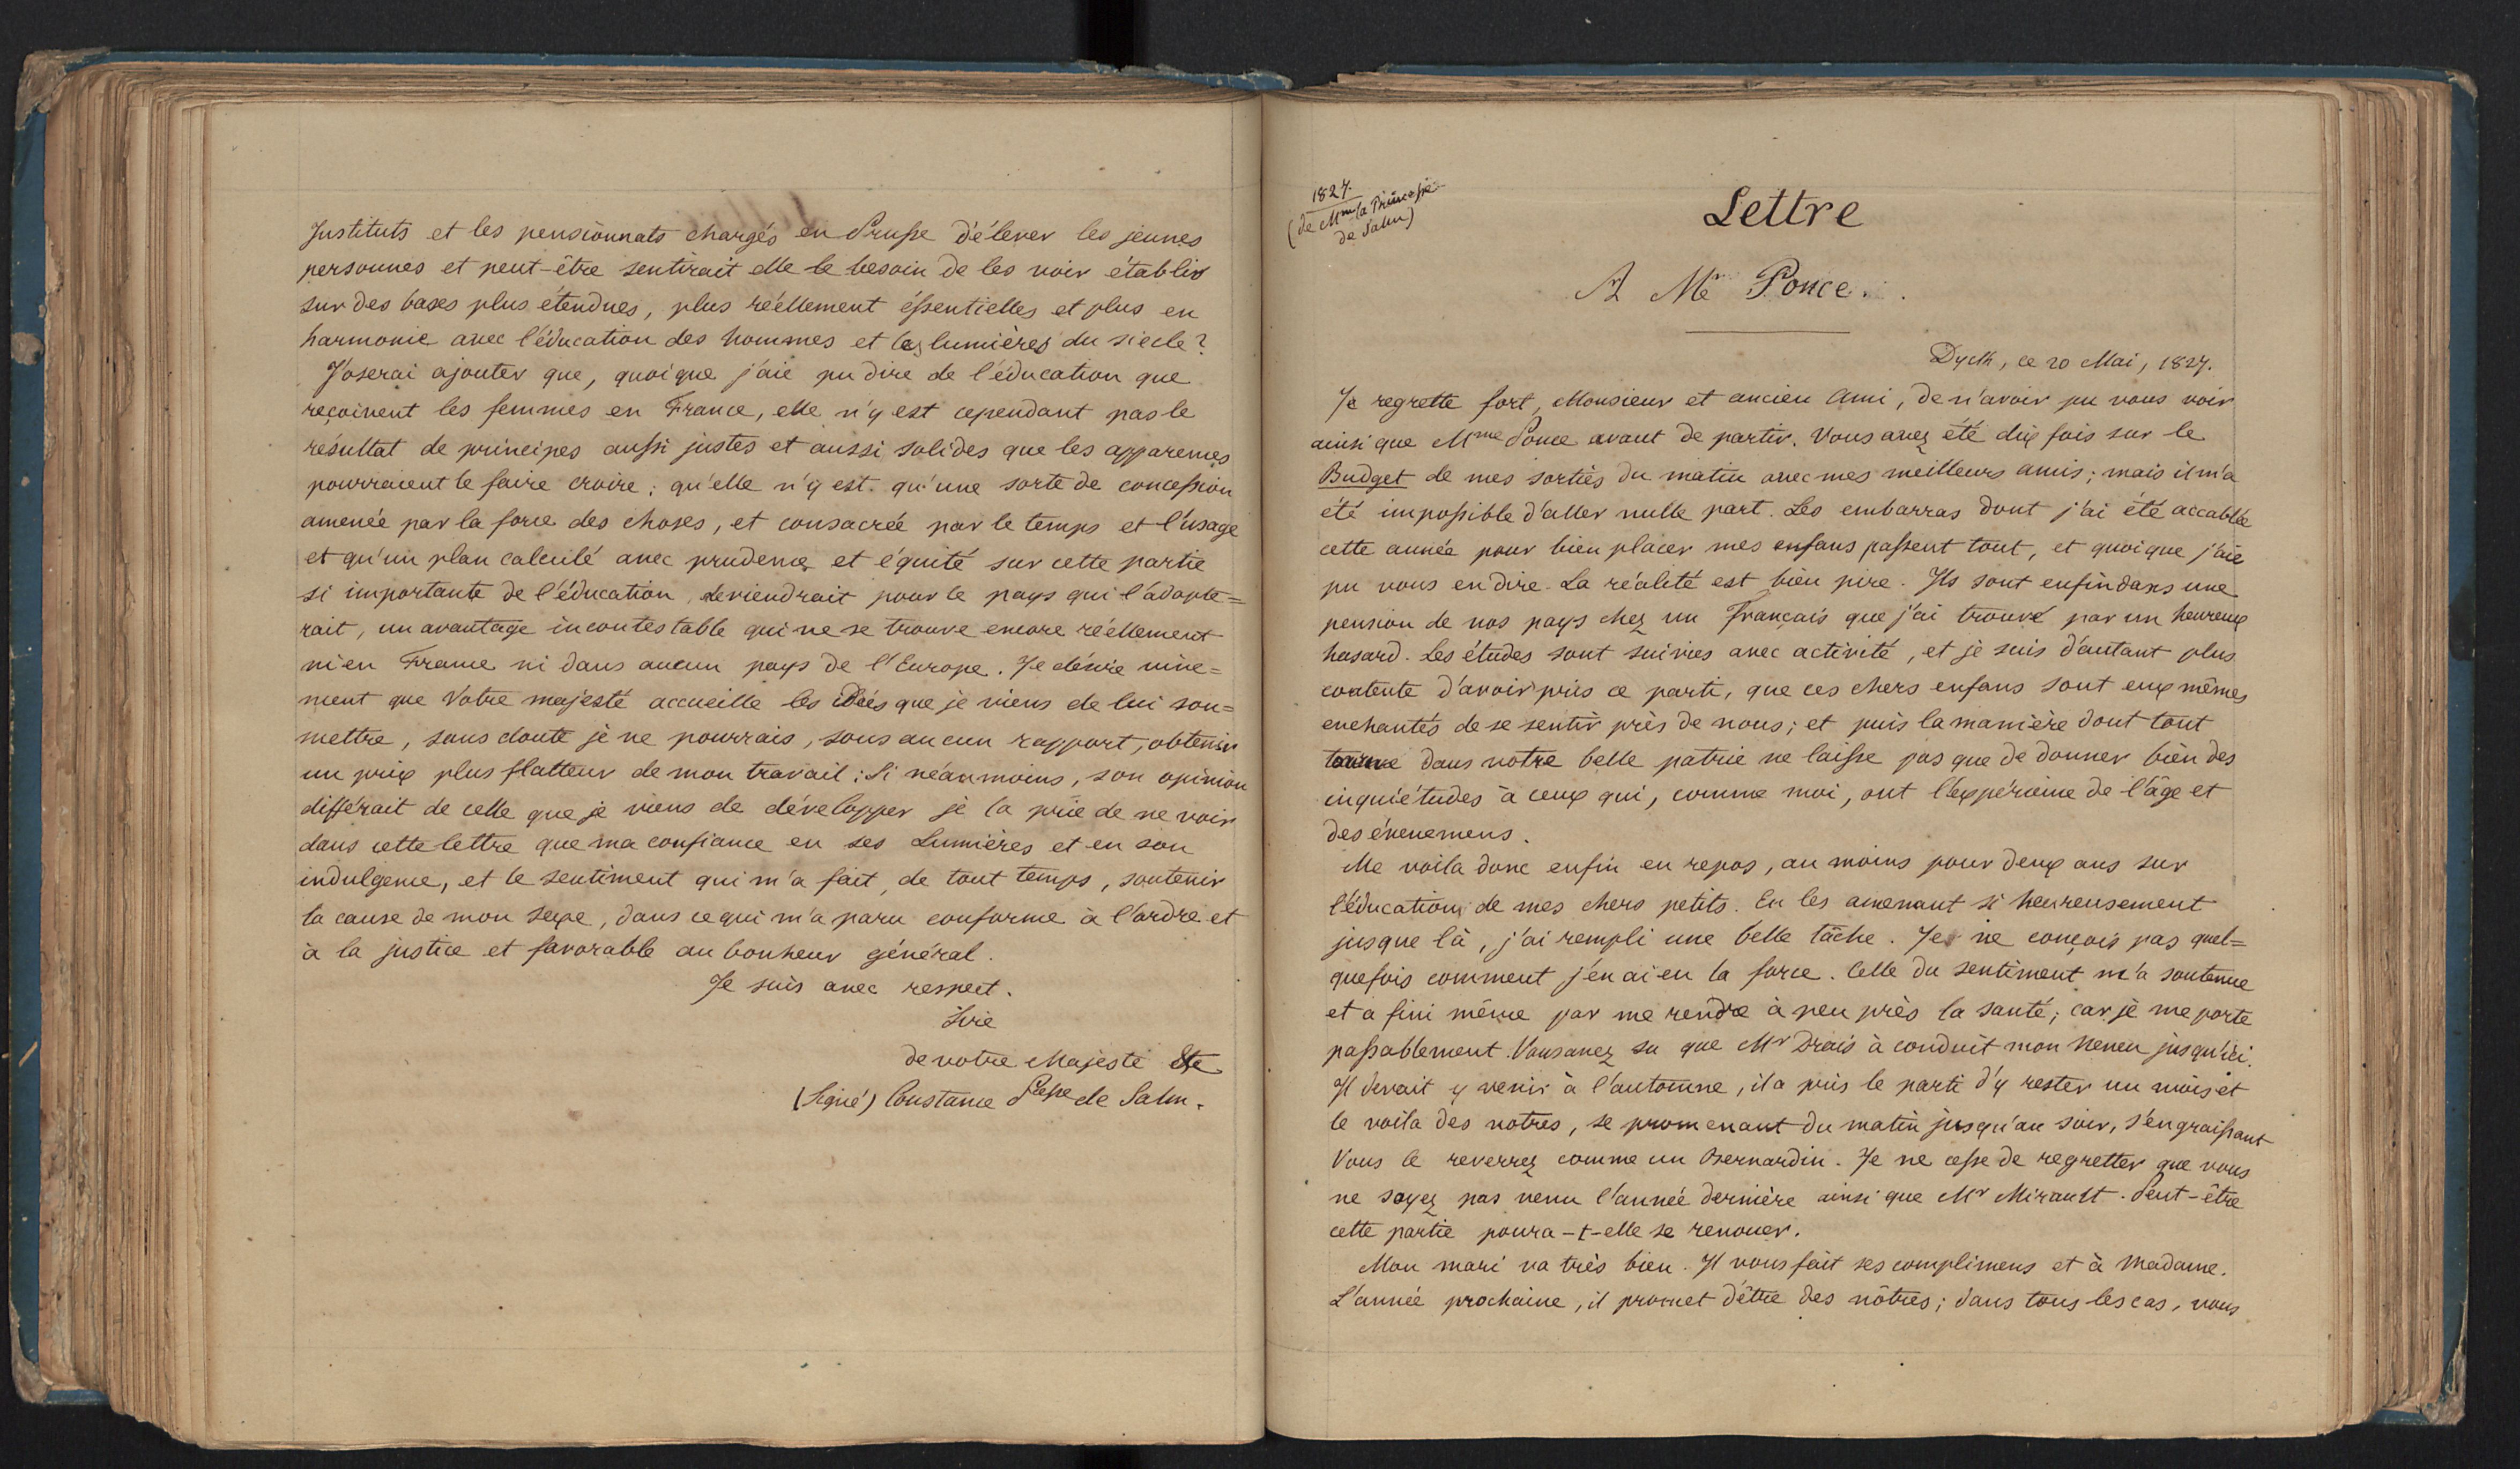 Instituts et les pensionnats chargés en Prusse d'élever les jeunes
personnes et peut-être sentirait elle le besoin de les voir établir
sur des bases plus étendues, plus réellement éssentielles et plus en
harmonie avec l'éducation des hommes et les lumières du siecle ?
J'oserai ajouter que, quoique j'aie pu dire de l'éducation que
reçoivent les femmes en France, elle n'y est cependant pas le
résultat de principes aussi justes et aussi solides que les apparences
pourraient le faire croire ; qu'elle n'y est qu'une sorte de concession
amenée par la force des choses, et consacrée par le temps et l'usage
et qu'un plan calculé avec prudence et équité sur cette partie
si importante de l'éducation, deviendrait pour le pays qui l'adopte=
rait, un avantage incontestable qui ne se trouve encore réellement
ni en France ni dans aucun pays de l'Europe. Je désire vive=
ment que Votre majesté accueille les idées que je viens de lui sou=
mettre, sans doute je ne pourrais, sous aucun rapport, obtenir
un prix plus flatteur de mon travail ; Si néanmoins, son opinion
différait de celle que je viens de développer je la prie de ne voir
dans cette lettre que ma confiance en ses Lumières et en son
indulgence, et le sentiment qui m'a fait, de tout temps, soutenir
la cause de mon sexe, dans ce qui m'a paru conforme à l'ordre et
à la justice et favorable au bonheur général.
Je suis avec respect.
Sire
de votre Majesté &c
(Signé) Constance Psse de Salm.
1827.
(de Mme la Princesse
de Salm)
Lettre
A Mr Ponce.
Dyck, ce 20 Mai, 1827.
Je regrette fort, Monsieur et ancien Ami, de n'avoir pu vous voir
ainsi que Mme Ponce avant de partir. Vous avez été dix fois sur le
Budget de mes sorties du matin avec mes meilleurs amis ; mais il m'a
été impossible d'aller nulle part. Les embarras dont j'ai été accablée
cette année pour bien placer mes enfans passent tout, et quoique j'aie
pu vous en dire. La réalité est bien pire. Ils sont enfin dans une
pension de nos pays chez un Français que j'ai trouvé par un heureux
hasard. Les études sont suivies avec activité, et je suis d'autant plus
contente d'avoir pris ce parti, que ces chers enfans sont eux mêmes
enchantés de se sentir près de nous ; et puis la manière dont tout
tourne dans notre belle patrie ne laisse pas que de donner bien des
inquiétudes à ceux qui, comme moi, ont l'expérience de l'âge et
des évenemens.
Me voila donc enfin en repos, au moins pour deux ans sur
l'éducation de mes chers petits. En les amenant si heureusement
jusque là, j'ai rempli une belle tâche. Je ne conçois pas quel=
quefois comment j'en ai eu la force. Celle du sentiment m'a soutenue
et a fini même par me rendre à peu près la santé ; car je me porte
passablement. Vous avez su que Mr Drais à conduit mon neveu jusqu'ici.
Il devait y venir à l'automne, il a pris le parti d'y rester un mois et
le voila des notres, se promenant du matin jusqu'au soir, s'engraissant
Vous le reverrez comme un Bernardin. Je ne cesse de regretter que vous
ne soyez pas venu l'année dernière ainsi que Mr Mirault. Peut-être
cette partie poura-t-elle se renouer.
Mon mari va très bien. Il vous fait ses complimens et à Madame.
L'année prochaine, il promet d'être des nôtres ; dans tous les cas, vous